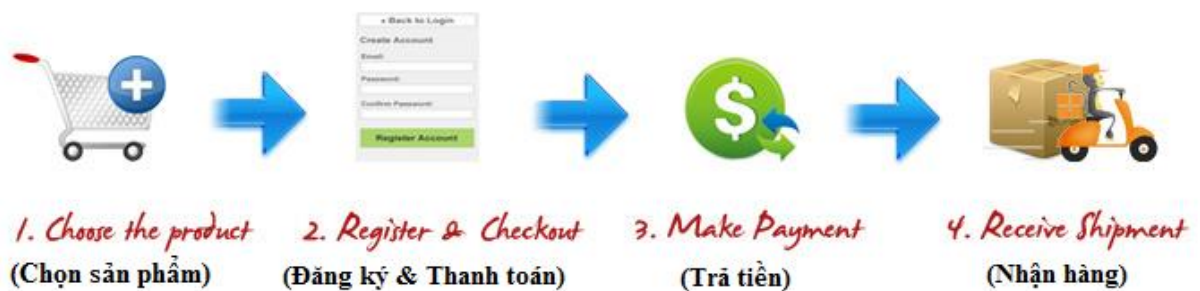 « Back to Login
Create Account
Email:
Password:
Confirm Password:
Register Account
$
1. Choose the product
2. Register & Checkout
3. Make Payment
4. Receive Shipment
(Chọn sản phẩm)
(Đăng ký & Thanh toán)
(Trả tiền)
(Nhận hàng)